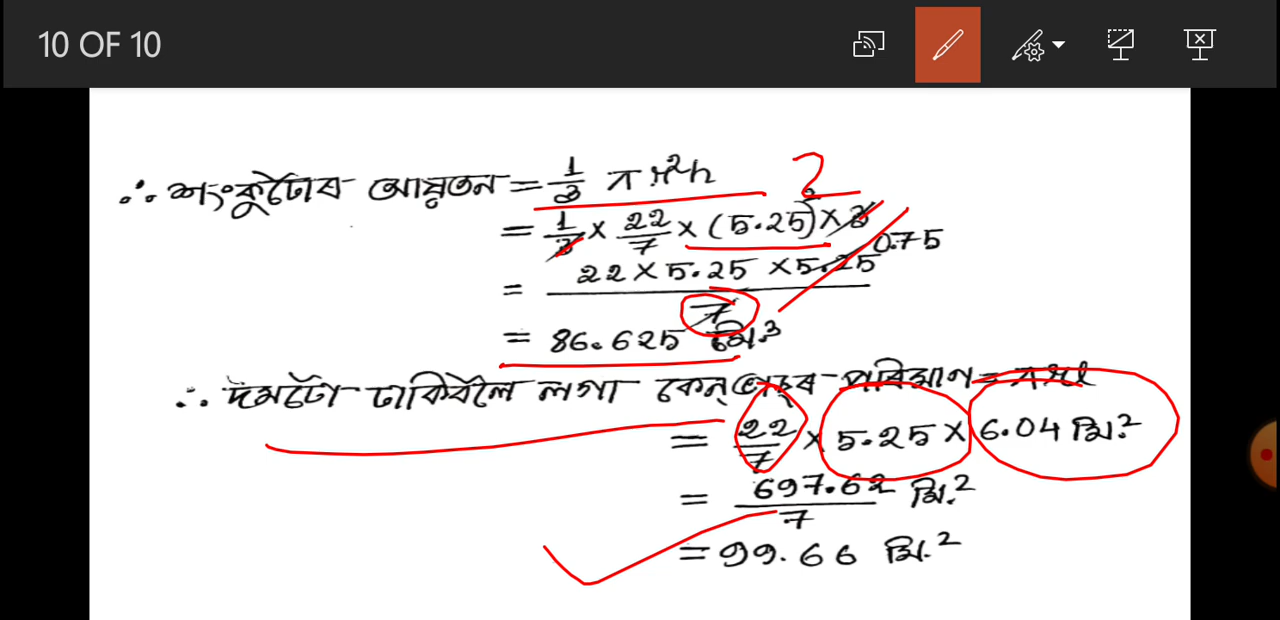 10 OF 10
∴ শংকুটোৰ আয়তন = 1/3 πr²h 2
= 1/3 × 22/7 × (5.25)² × 3
= 22 × 5.25 × 5.25 0.75 / 7
= 86.625 মি.³
∴ দমটো ঢাকিবলৈ লগা কেন্ভাচৰ পৰিমাণ = πrl
= 22/7 × 5.25 × 6.04 মি.²
= 697.62/7 মি.²
= 99.66 মি.²